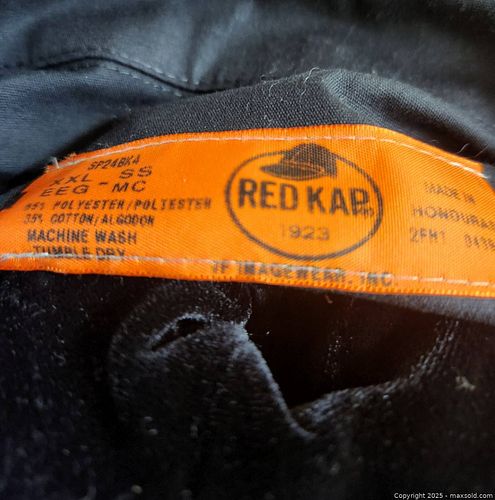 SP24BK4
XXL SS
EEG - MC
65% POLYESTER/POLIESTER
35% COTTON/ALGODON
MACHINE WASH
TUMBLE DRY
RED KAP
1923
MADE IN
HONDURAS
2FH1
VF IMAGEWEAR, INC.
Copyright 2025 - maxsold.com